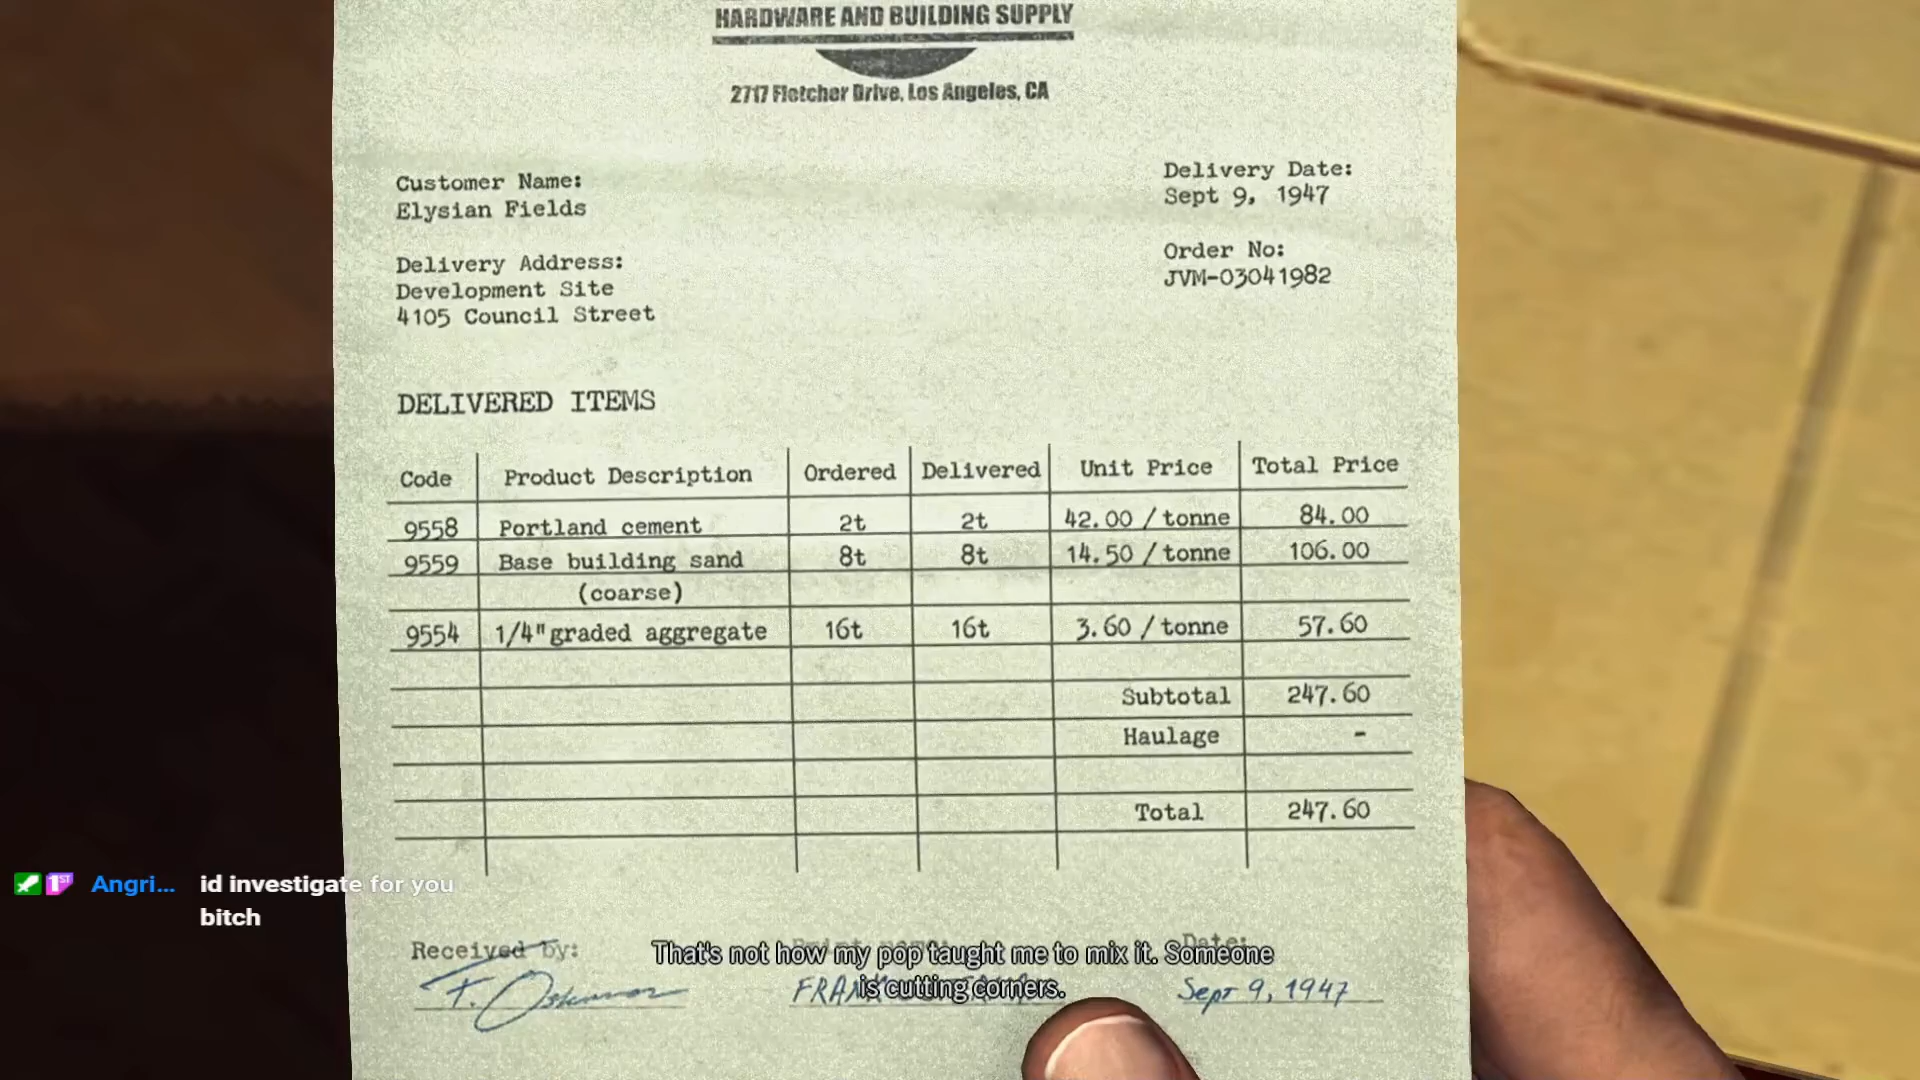 HARDWARE AND BUILDING SUPPLY
2717 Fletcher Drive, Los Angeles, CA
Customer Name:
Elysian Fields
Delivery Date:
Sept 9, 1947
Delivery Address:
Development Site
4105 Council Street
Order No:
JVM-03041982
DELIVERED ITEMS
Code Product Description Ordered Delivered Unit Price Total Price
9558 Portland cement 2t 2t 42.00 / tonne 84.00
9559 Base building sand 8t 8t 14.50 / tonne 106.00
(coarse)
9554 1/4" graded aggregate 16t 16t 3.60 / tonne 57.60
Subtotal 247.60
Haulage -
Total 247.60
Angri... id investigate for you
bitch
Received by: Date:
That's not how my pop taught me to mix it. Someone
is cutting corners.
FRANK Sept 9, 1947